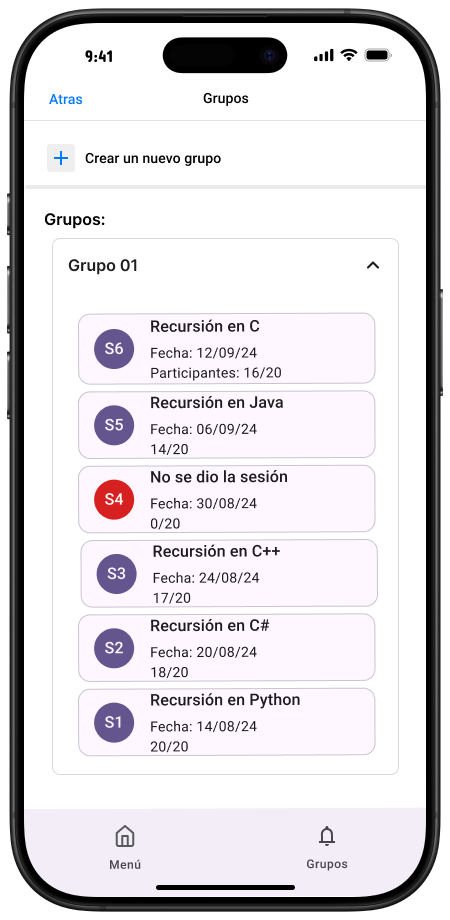 9:41
Atras
Grupos
Crear un nuevo grupo
Grupos:
Grupo 01
S6
Recursión en C
Fecha: 12/09/24
Participantes: 16/20
S5
Recursión en Java
Fecha: 06/09/24
14/20
S4
No se dio la sesión
Fecha: 30/08/24
0/20
S3
Recursión en C++
Fecha: 24/08/24
17/20
S2
Recursión en C#
Fecha: 20/08/24
18/20
S1
Recursión en Python
Fecha: 14/08/24
20/20
Menú
Grupos